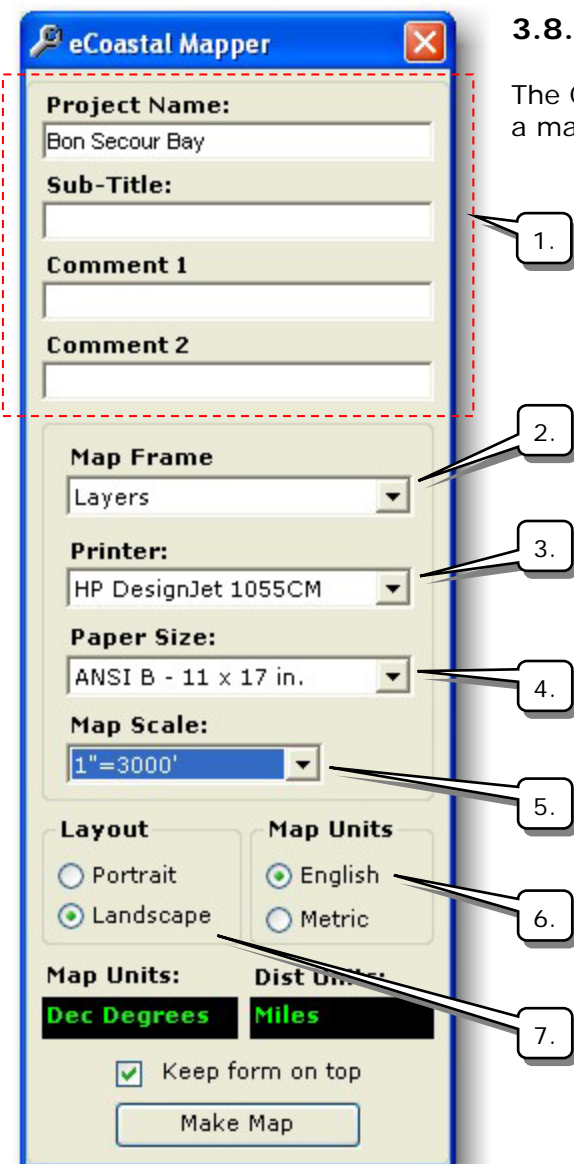 eCoastal Mapper
3.8.
The
a
Project Name:
Bon Secour Bay
Sub-Title:
1.
Comment 1
Comment 2
Map Frame
2.
Layers
Printer:
3.
HP DesignJet 1055CM
Paper Size:
ANSI B - 11 x 17 in.
4.
Map Scale:
1"=3000'
5.
Layout
Map Units
Portrait
English
Landscape
Metric
6.
Map Units:
Dist Units:
Dec Degrees
Miles
7.
Keep form on top
Make Map